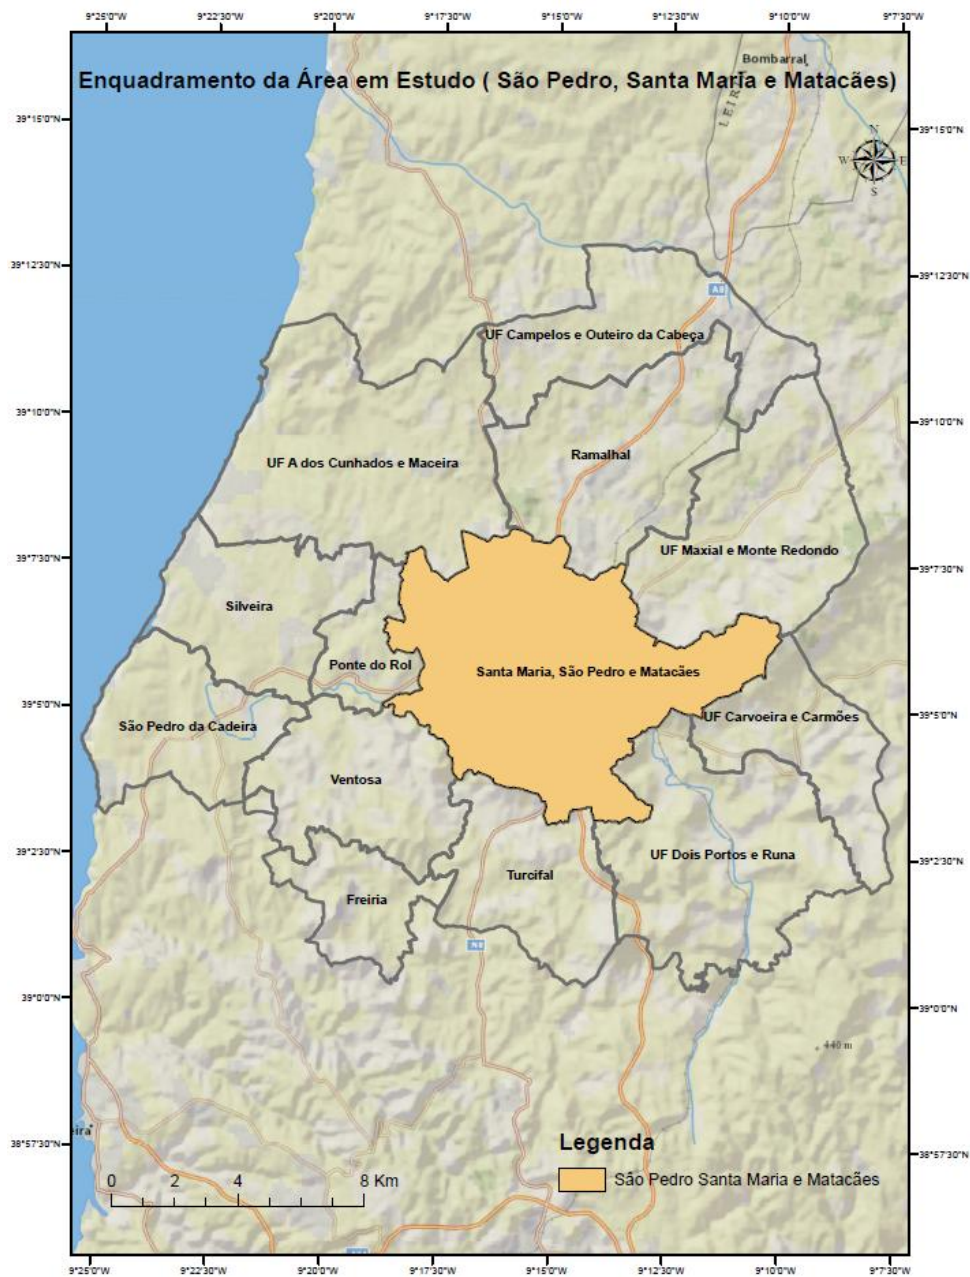 9°25'0"W 9°22'30"W 9°20'0"W 9°17'30"W 9°15'0"W 9°12'30"W 9°10'0"W 9°7'30"W
Bombarral
Enquadramento da Área em Estudo ( São Pedro, Santa Maria e Matacães)
39°15'0"N
39°15'0"N
N
W E
S
39°12'30"N
39°12'30"N
A8
UF Campelos e Outeiro da Cabeça
39°10'0"N
39°10'0"N
Ramalhal
UF A dos Cunhados e Maceira
UF Maxial e Monte Redondo
39°7'30"N
39°7'30"N
Silveira
Ponte do Rol
Santa Maria, São Pedro e Matacães
39°5'0"N
39°5'0"N
UF Carvoeira e Carmões
São Pedro da Cadeira
Ventosa
39°2'30"N
39°2'30"N
UF Dois Portos e Runa
Turcifal
Freiria
N8
39°0'0"N
39°0'0"N
440 m
eira
38°57'30"N
38°57'30"N
Legenda
São Pedro Santa Maria e Matacães
0 2 4 8 Km
9°25'0"W 9°22'30"W 9°20'0"W 9°17'30"W 9°15'0"W 9°12'30"W 9°10'0"W 9°7'30"W